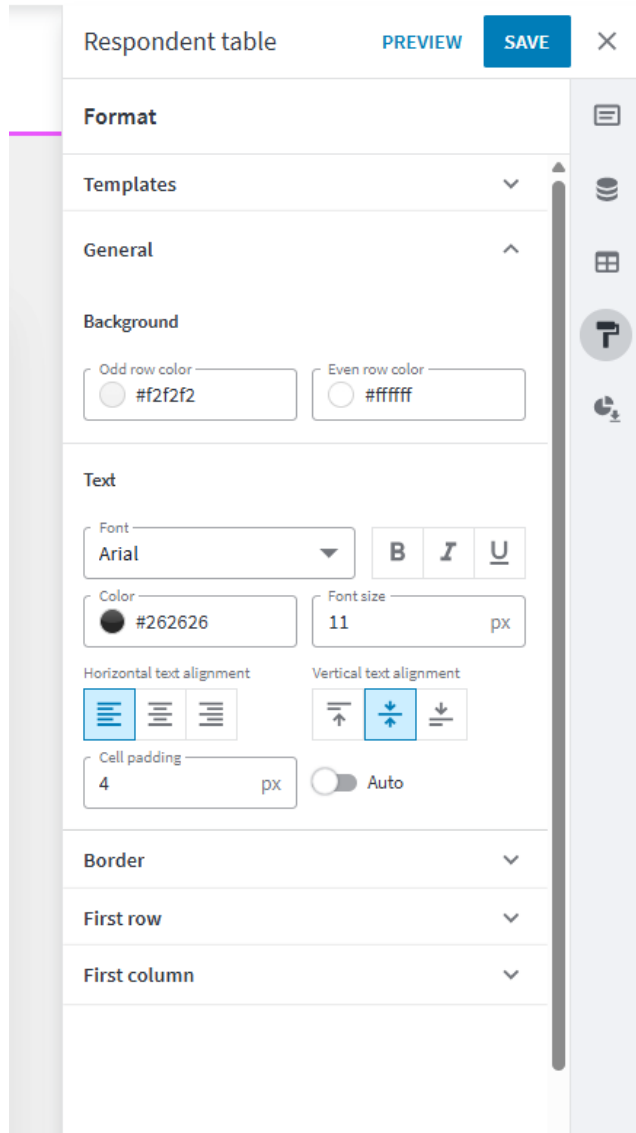 Respondent table PREVIEW SAVE
Format
Templates
General
Background
Odd row color Even row color
#f2f2f2 #ffffff
Text
Font
Arial B I U
Color Font size
#262626 11 px
Horizontal text alignment Vertical text alignment
Cell padding
4 px Auto
Border
First row
First column